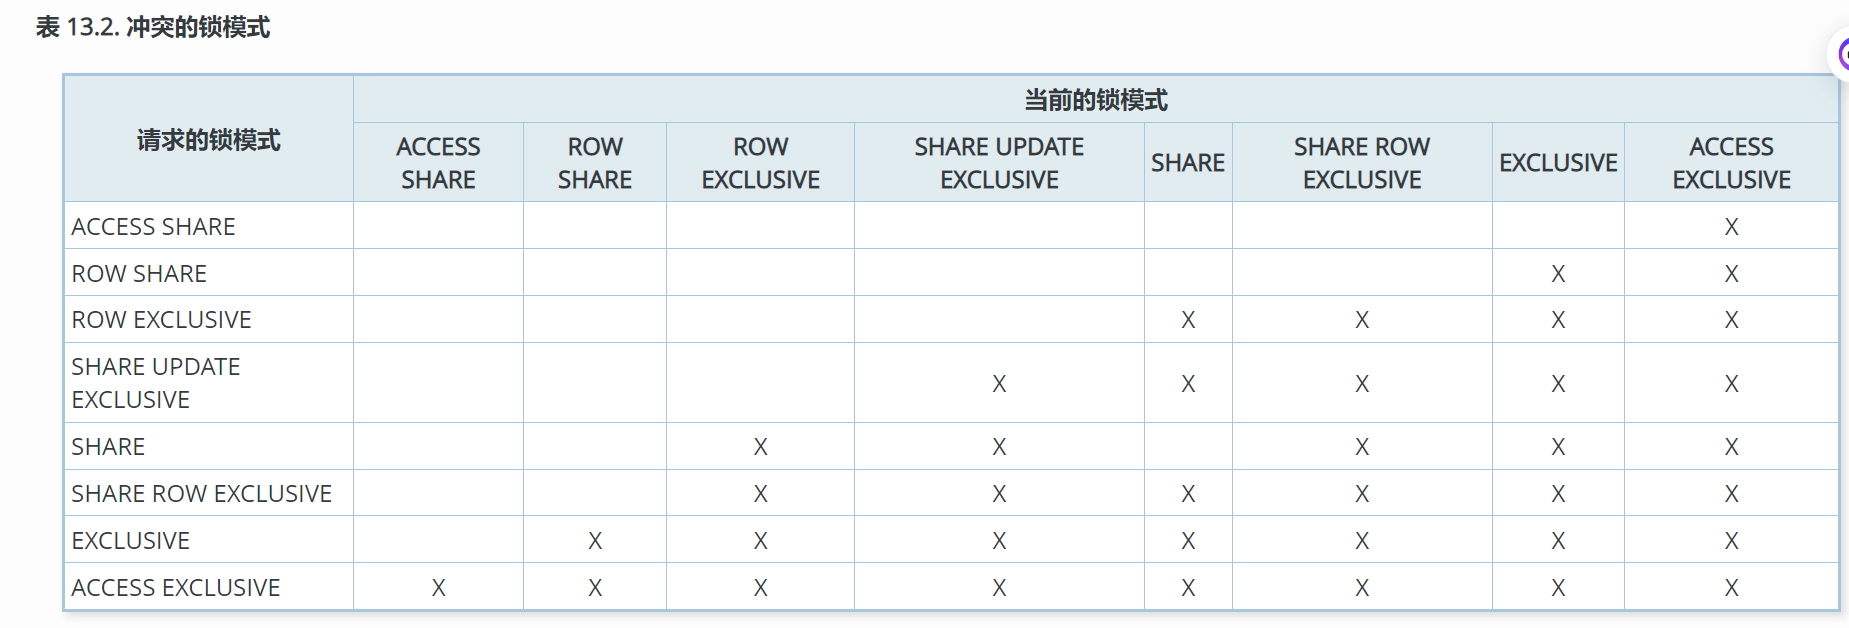 表 13.2. 冲突的锁模式
请求的锁模式 当前的锁模式
ACCESS SHARE ROW SHARE ROW EXCLUSIVE SHARE UPDATE EXCLUSIVE SHARE SHARE ROW EXCLUSIVE EXCLUSIVE ACCESS EXCLUSIVE
ACCESS SHARE X
ROW SHARE X X
ROW EXCLUSIVE X X X X
SHARE UPDATE EXCLUSIVE X X X X X
SHARE X X X X X
SHARE ROW EXCLUSIVE X X X X X X
EXCLUSIVE X X X X X X X
ACCESS EXCLUSIVE X X X X X X X X